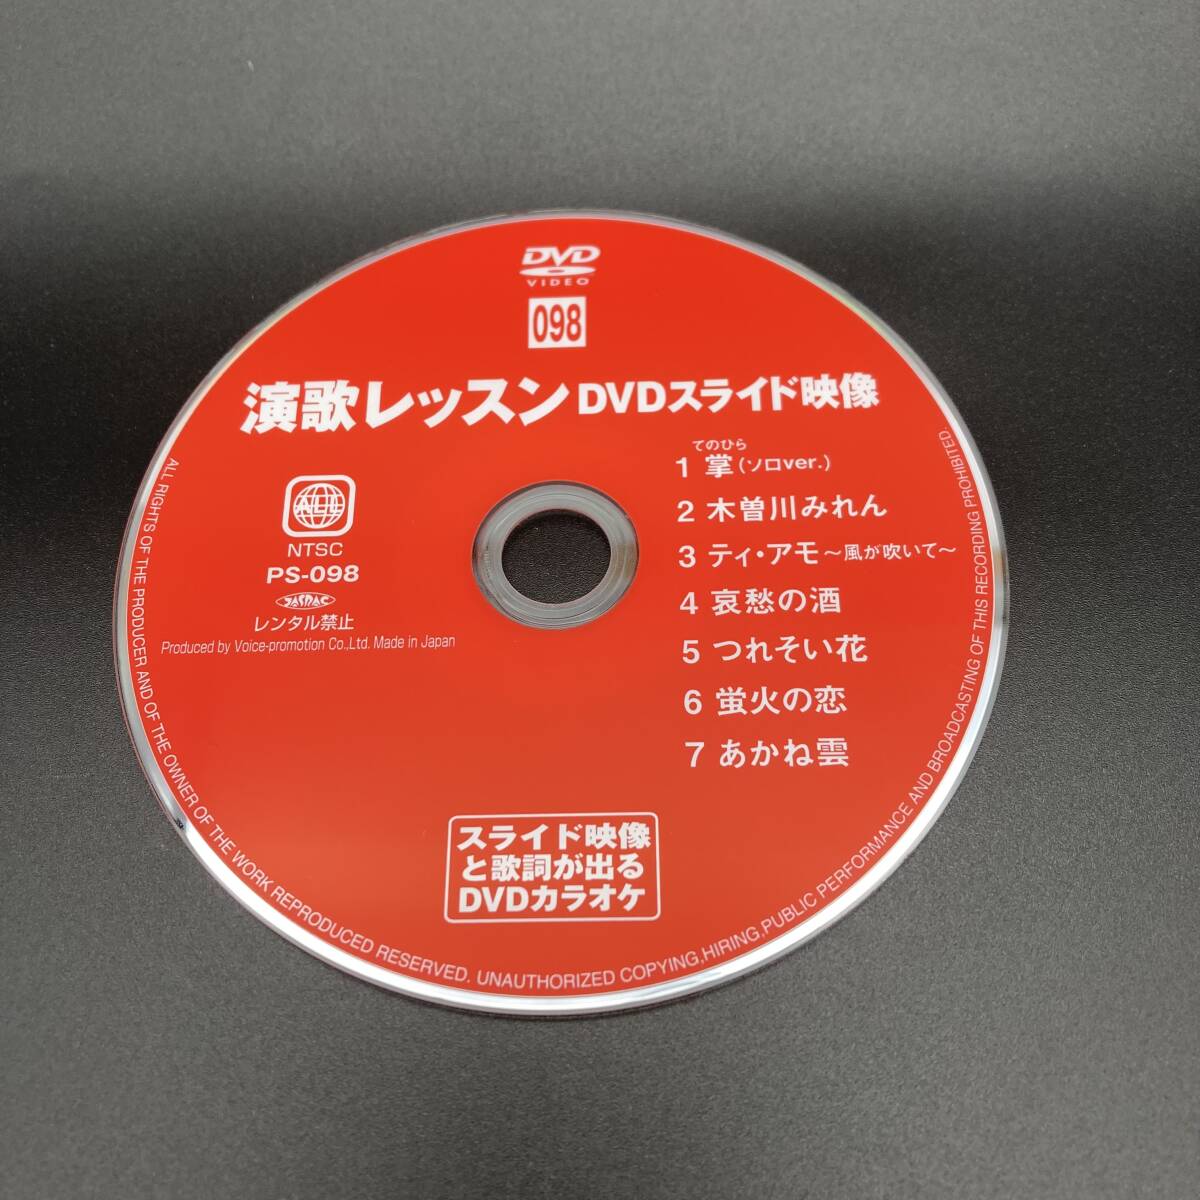 DVD
VIDEO
098
演歌レッスン DVDスライド映像
てのひら
1 掌 (ソロver.)
2 木曽川みれん
3 ティ・アモ ～風が吹いて～
4 哀愁の酒
5 つれそい花
6 蛍火の恋
7 あかね雲
ALL
NTSC
PS-098
JASRAC
レンタル禁止
Produced by Voice-promotion Co.,Ltd. Made in Japan
スライド映像
と歌詞が出る
DVDカラオケ
ALL RIGHTS OF THE PRODUCER AND OF THE OWNER OF THE WORK REPRODUCED RESERVED. UNAUTHORIZED COPYING,HIRING,PUBLIC PERFORMANCE AND BROADCASTING OF THIS RECORDING PROHIBITED.